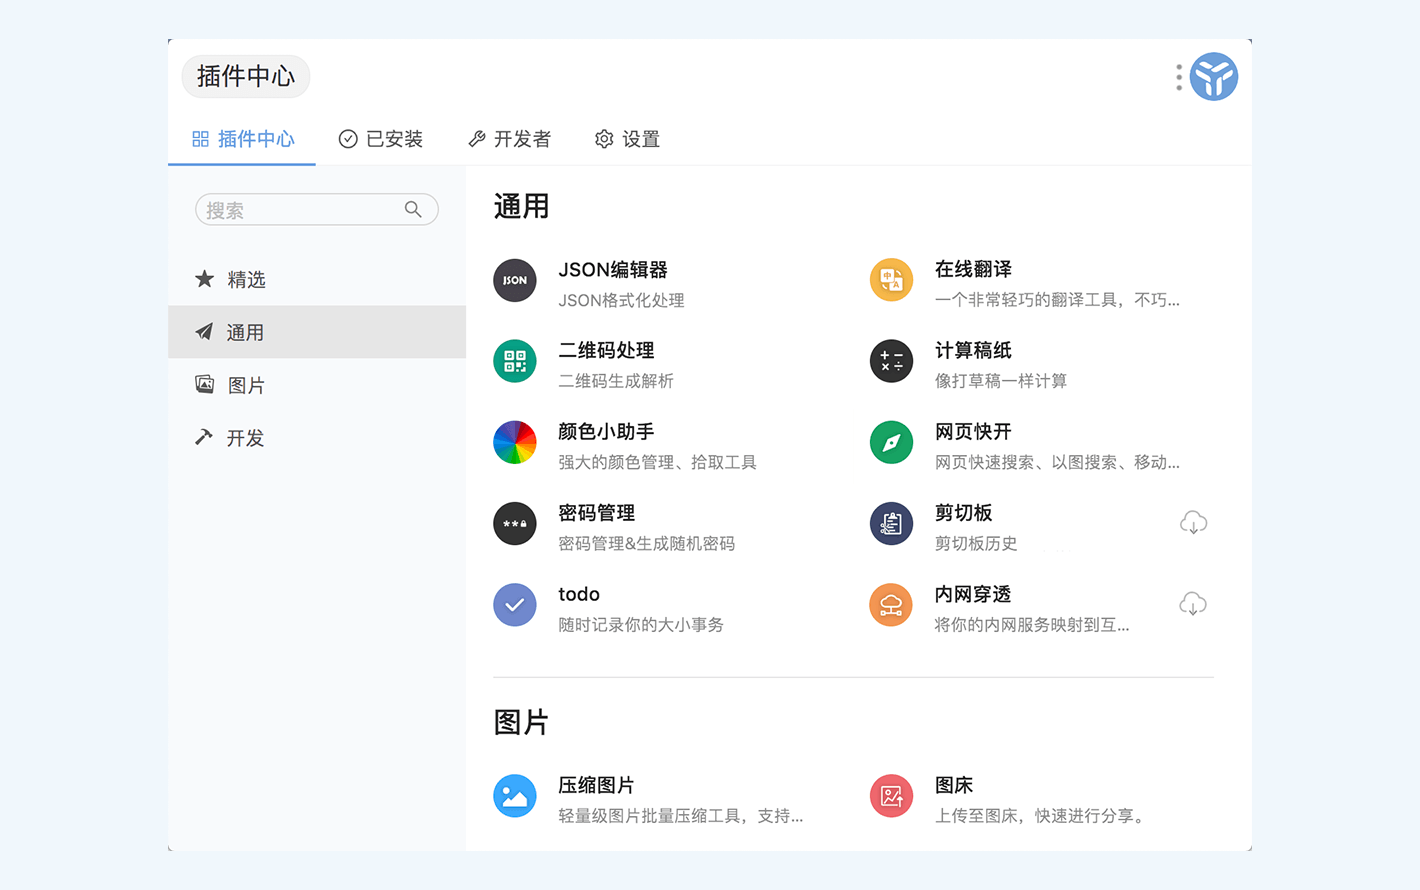 插件中心
插件中心
已安装
开发者
设置
搜索
精选
通用
图片
开发
通用
JSON
JSON编辑器
JSON格式化处理
中
A
在线翻译
一个非常轻巧的翻译工具，不巧...
二维码处理
二维码生成解析
计算稿纸
像打草稿一样计算
颜色小助手
强大的颜色管理、拾取工具
网页快开
网页快速搜索、以图搜索、移动...
密码管理
密码管理&生成随机密码
剪切板
剪切板历史
todo
随时记录你的大小事务
内网穿透
将你的内网服务映射到互...
图片
压缩图片
轻量级图片批量压缩工具，支持...
图床
上传至图床，快速进行分享。